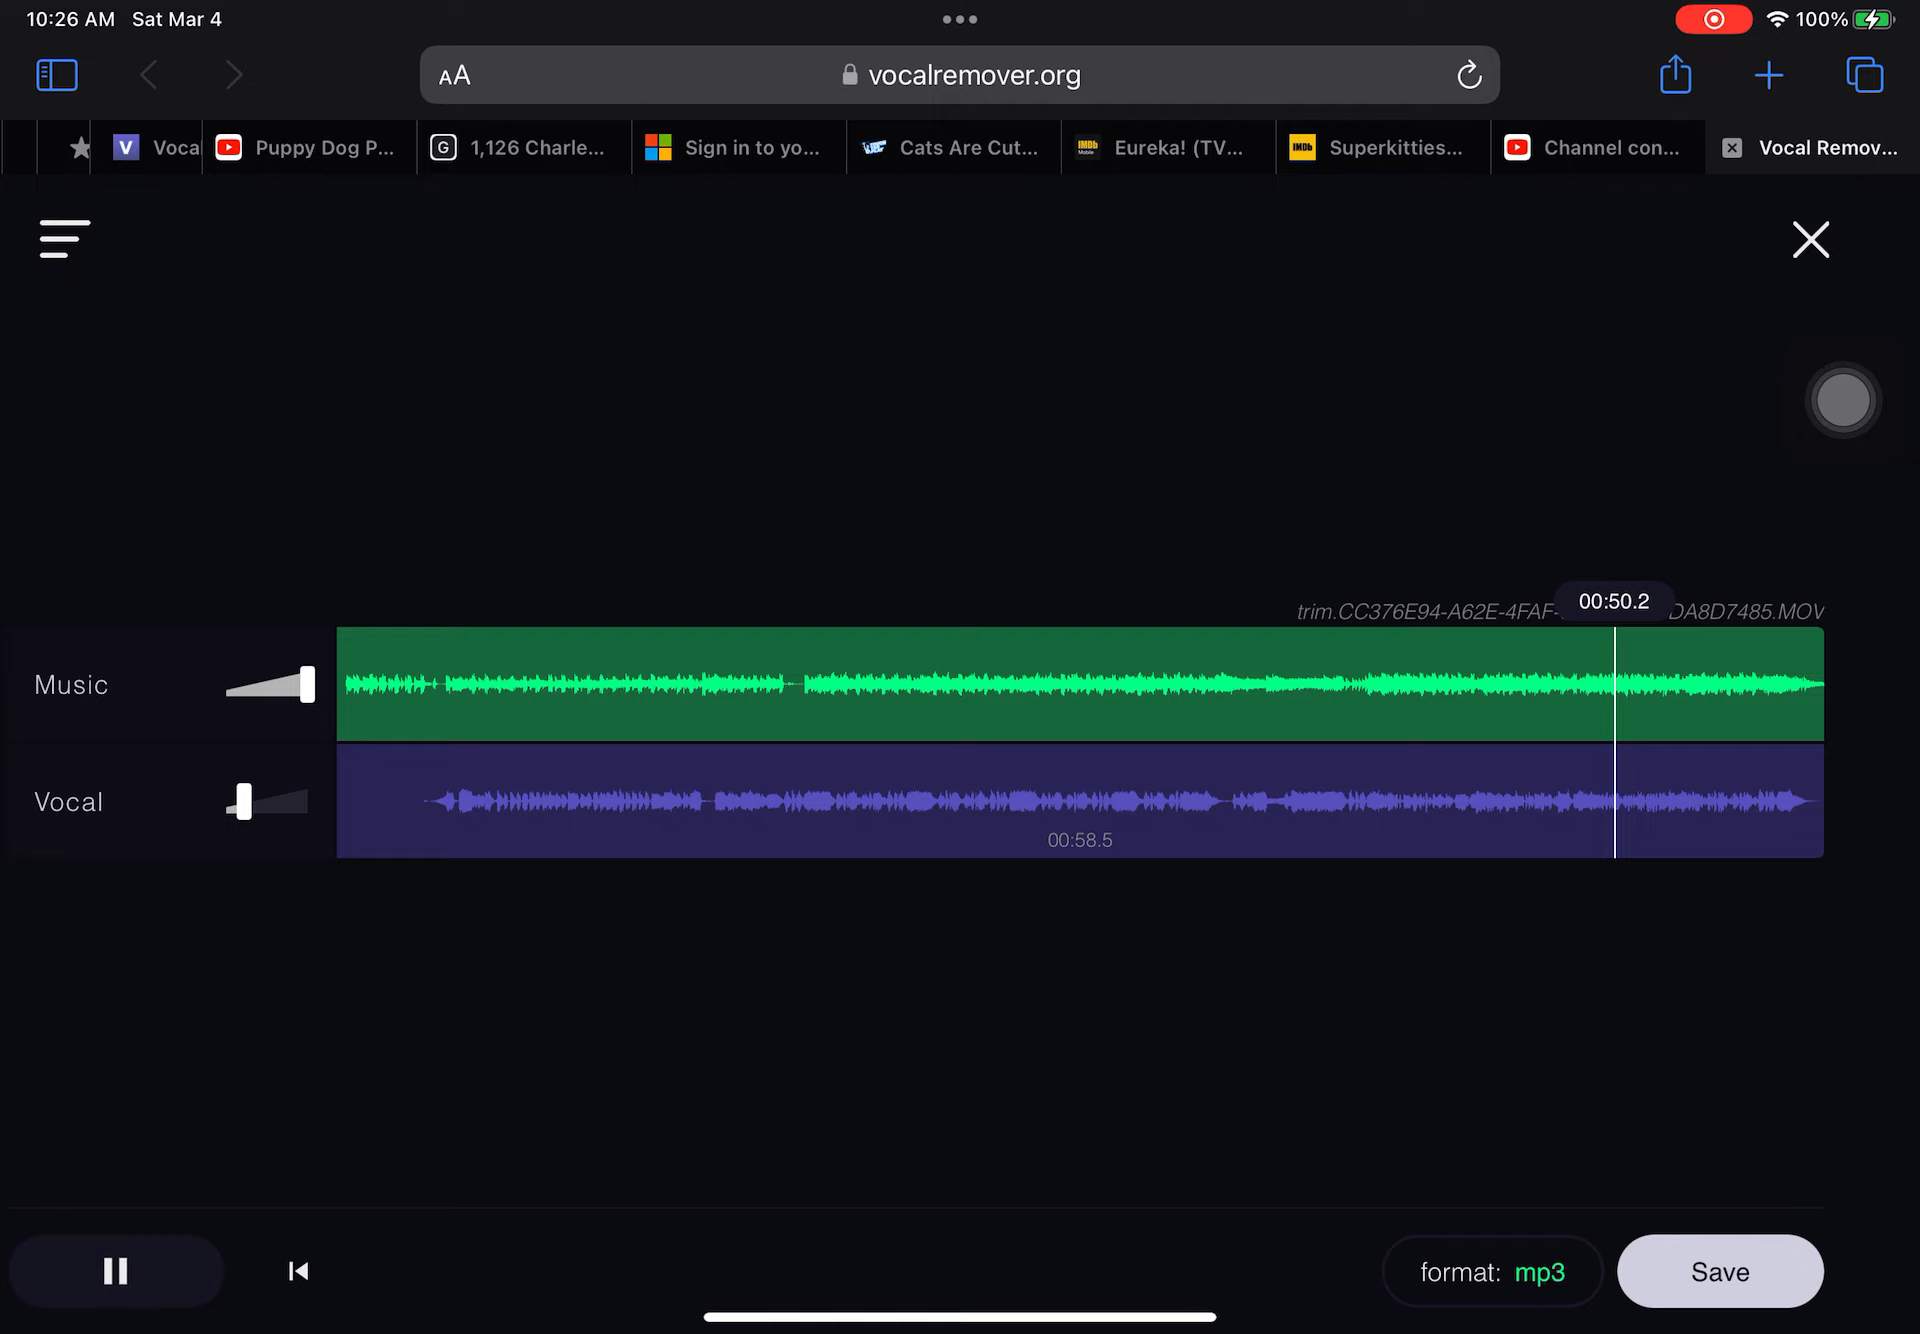 10:26 AM Sat Mar 4
100%
AA
vocalremover.org
V Voca
Puppy Dog P...
G 1,126 Charle...
Sign in to yo...
Cats Are Cut...
IMDb Eureka! (TV...
IMDb Superkitties...
Channel con...
Vocal Remov...
00:50.2
trim.CC376E94-A62E-4FAF- DA8D7485.MOV
Music
Vocal
00:58.5
format: mp3
Save